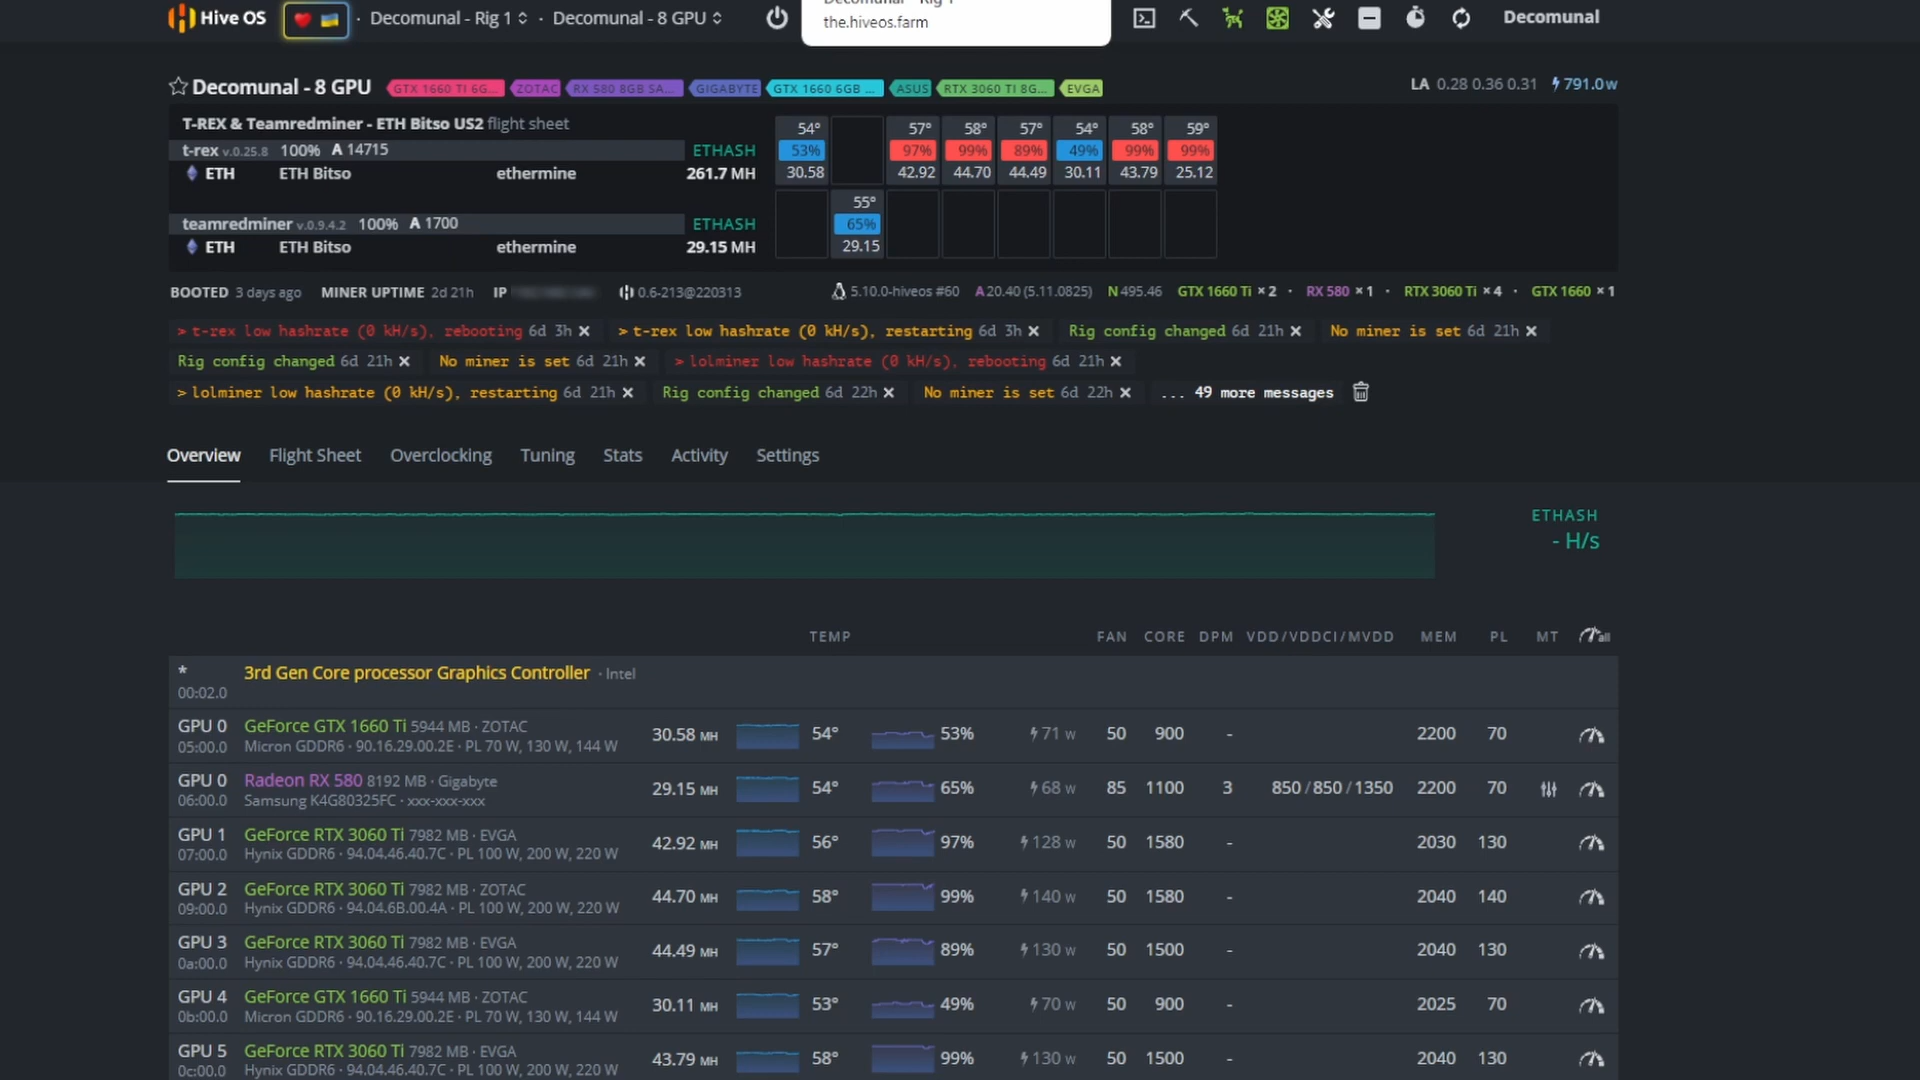 Hive OS · Decomunal - Rig 1 · Decomunal - 8 GPU
the.hiveos.farm
Decomunal
Decomunal - 8 GPU GTX 1660 TI 6G... ZOTAC RX 580 8GB SA... GIGABYTE GTX 1660 6GB ... ASUS RTX 3060 TI 8G... EVGA
LA 0.28 0.36 0.31 791.0 w
T-REX & Teamredminer - ETH Bitso US2 flight sheet
54° 57° 58° 57° 54° 58° 59°
t-rex v.0.25.8 100% A 14715 ETHASH
53% 97% 99% 89% 49% 99% 99%
ETH ETH Bitso ethermine 261.7 MH
30.58 42.92 44.70 44.49 30.11 43.79 25.12
55°
teamredminer v.0.9.4.2 100% A 1700 ETHASH
65%
ETH ETH Bitso ethermine 29.15 MH
29.15
BOOTED 3 days ago MINER UPTIME 2d 21h IP 0.6-213@220313
5.10.0-hiveos #60 A 20.40 (5.11.0825) N 495.46 GTX 1660 Ti × 2 · RX 580 × 1 · RTX 3060 Ti × 4 · GTX 1660 × 1
> t-rex low hashrate (0 kH/s), rebooting 6d 3h × > t-rex low hashrate (0 kH/s), restarting 6d 3h × Rig config changed 6d 21h × No miner is set 6d 21h ×
Rig config changed 6d 21h × No miner is set 6d 21h × > lolminer low hashrate (0 kH/s), rebooting 6d 21h ×
> lolminer low hashrate (0 kH/s), restarting 6d 21h × Rig config changed 6d 22h × No miner is set 6d 22h × ... 49 more messages
Overview Flight Sheet Overclocking Tuning Stats Activity Settings
ETHASH
- H/s
TEMP FAN CORE DPM VDD/VDDCI/MVDD MEM PL MT all
* 3rd Gen Core processor Graphics Controller · Intel
00:02.0
GPU 0 GeForce GTX 1660 Ti 5944 MB · ZOTAC
05:00.0 Micron GDDR6 · 90.16.29.00.2E · PL 70 W, 130 W, 144 W
30.58 MH 54° 53% 71 w 50 900 - 2200 70
GPU 0 Radeon RX 580 8192 MB · Gigabyte
06:00.0 Samsung K4G80325FC · xxx-xxx-xxx
29.15 MH 54° 65% 68 w 85 1100 3 850/850/1350 2200 70
GPU 1 GeForce RTX 3060 Ti 7982 MB · EVGA
07:00.0 Hynix GDDR6 · 94.04.46.40.7C · PL 100 W, 200 W, 220 W
42.92 MH 56° 97% 128 w 50 1580 - 2030 130
GPU 2 GeForce RTX 3060 Ti 7982 MB · ZOTAC
09:00.0 Hynix GDDR6 · 94.04.6B.00.4A · PL 100 W, 200 W, 220 W
44.70 MH 58° 99% 140 w 50 1580 - 2040 140
GPU 3 GeForce RTX 3060 Ti 7982 MB · EVGA
0a:00.0 Hynix GDDR6 · 94.04.46.40.7C · PL 100 W, 200 W, 220 W
44.49 MH 57° 89% 130 w 50 1500 - 2040 130
GPU 4 GeForce GTX 1660 Ti 5944 MB · ZOTAC
0b:00.0 Micron GDDR6 · 90.16.29.00.2E · PL 70 W, 130 W, 144 W
30.11 MH 53° 49% 70 w 50 900 - 2025 70
GPU 5 GeForce RTX 3060 Ti 7982 MB · EVGA
0c:00.0 Hynix GDDR6 · 94.04.46.40.7C · PL 100 W, 200 W, 220 W
43.79 MH 58° 99% 130 w 50 1500 - 2040 130